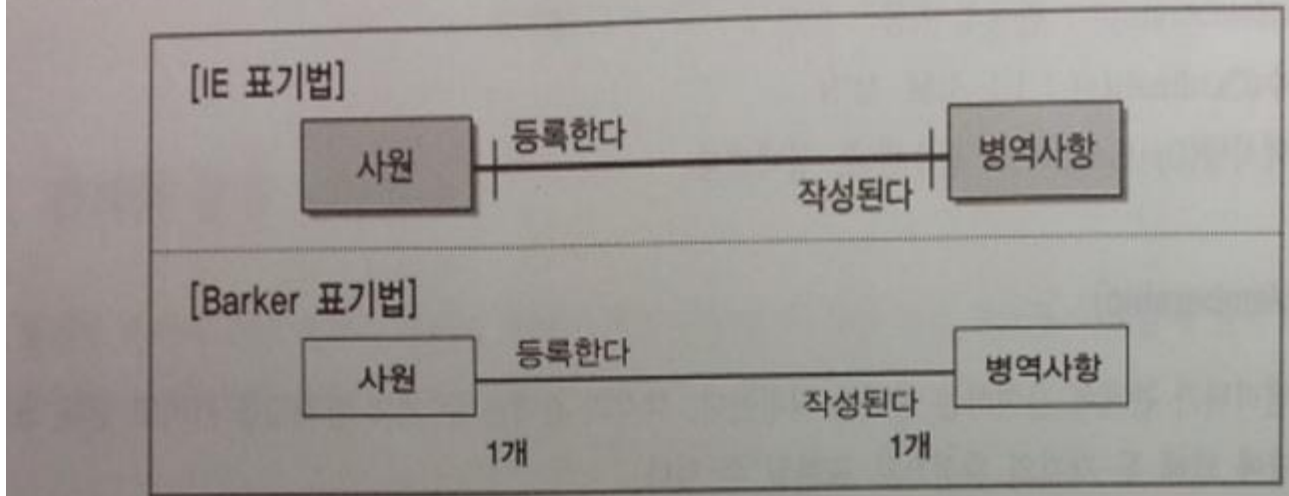 [IE 표기법]
등록한다
사원
병역사항
작성된다
[Barker 표기법]
등록한다
사원
병역사항
작성된다
1개
1개